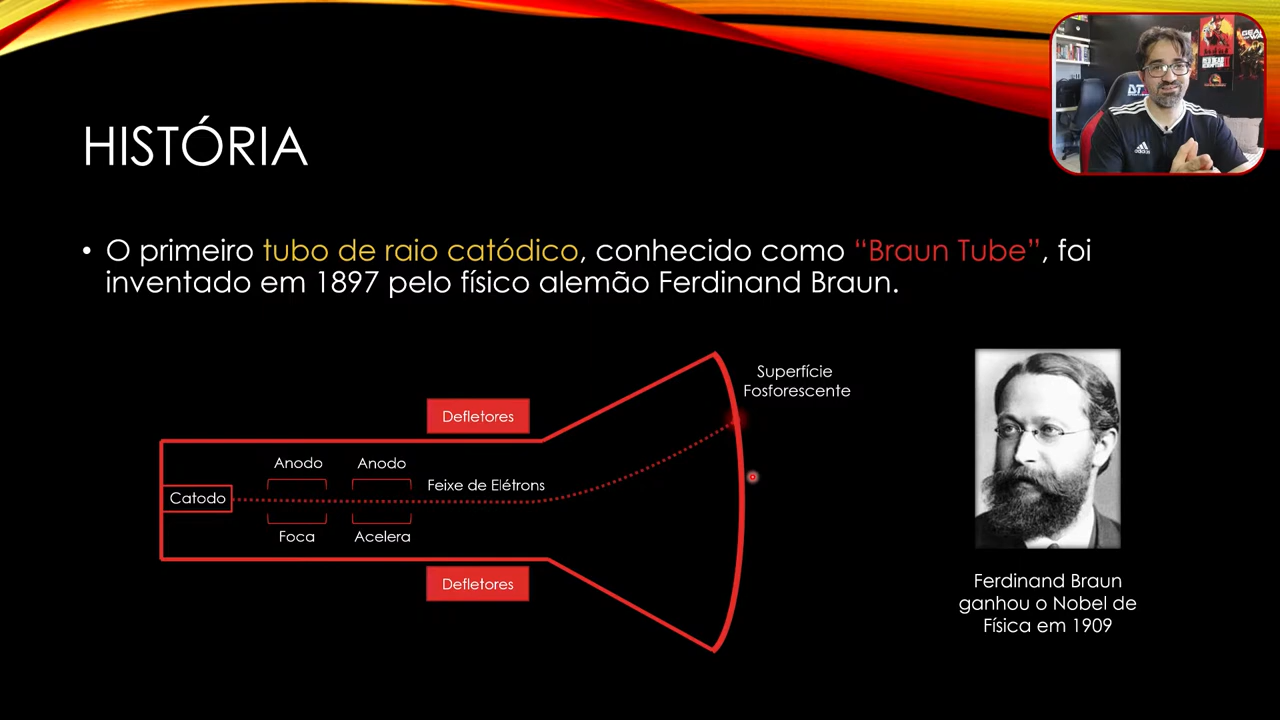 HISTÓRIA
• O primeiro tubo de raio catódico, conhecido como “Braun Tube”, foi
inventado em 1897 pelo físico alemão Ferdinand Braun.
Superfície
Fosforescente
Defletores
Anodo
Anodo
Feixe de Elétrons
Catodo
Foca
Acelera
Defletores
Ferdinand Braun
ganhou o Nobel de
Física em 1909
adidas